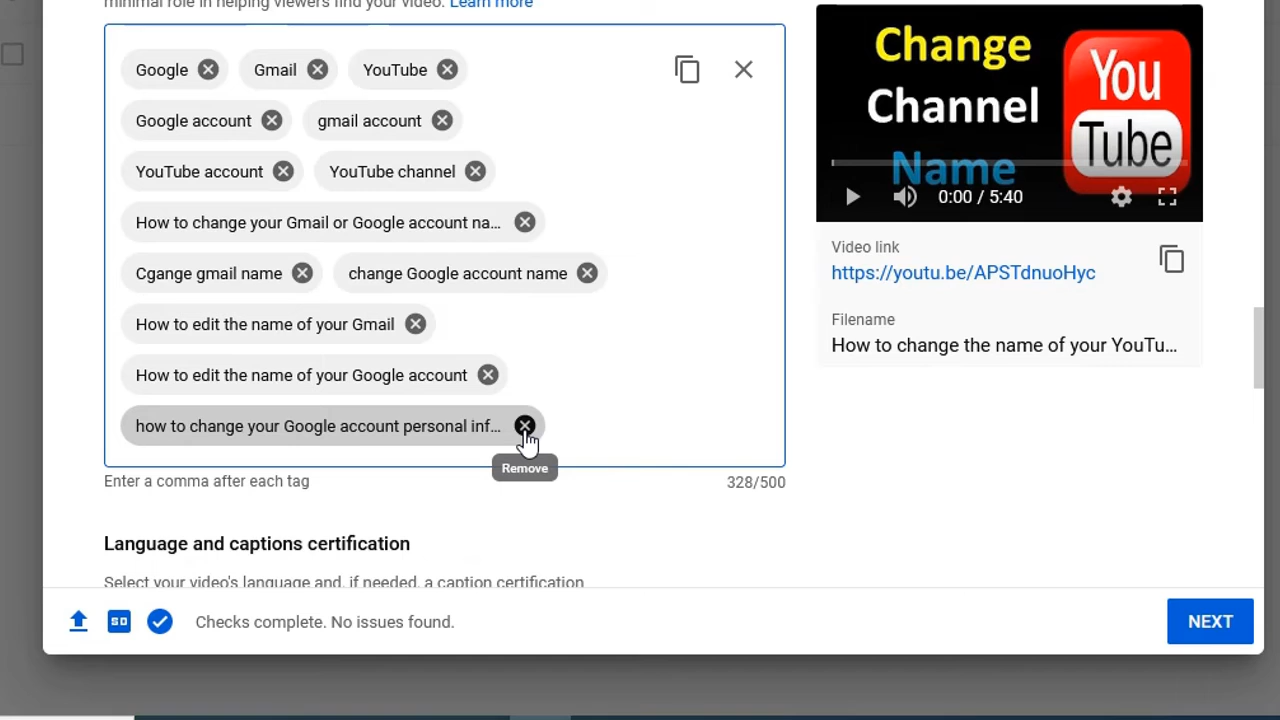 minimal role in helping viewers find your video. Learn more
Google Gmail YouTube
Google account gmail account
YouTube account YouTube channel
How to change your Gmail or Google account na...
Cgange gmail name change Google account name
How to edit the name of your Gmail
How to edit the name of your Google account
how to change your Google account personal inf...
Remove
Enter a comma after each tag 328/500
Language and captions certification
Select your video's language and, if needed, a caption certification
Change
Channel
Name
You
Tube
0:00 / 5:40
Video link
https://youtu.be/APSTdnuoHyc
Filename
How to change the name of your YouTu...
SD Checks complete. No issues found.
NEXT